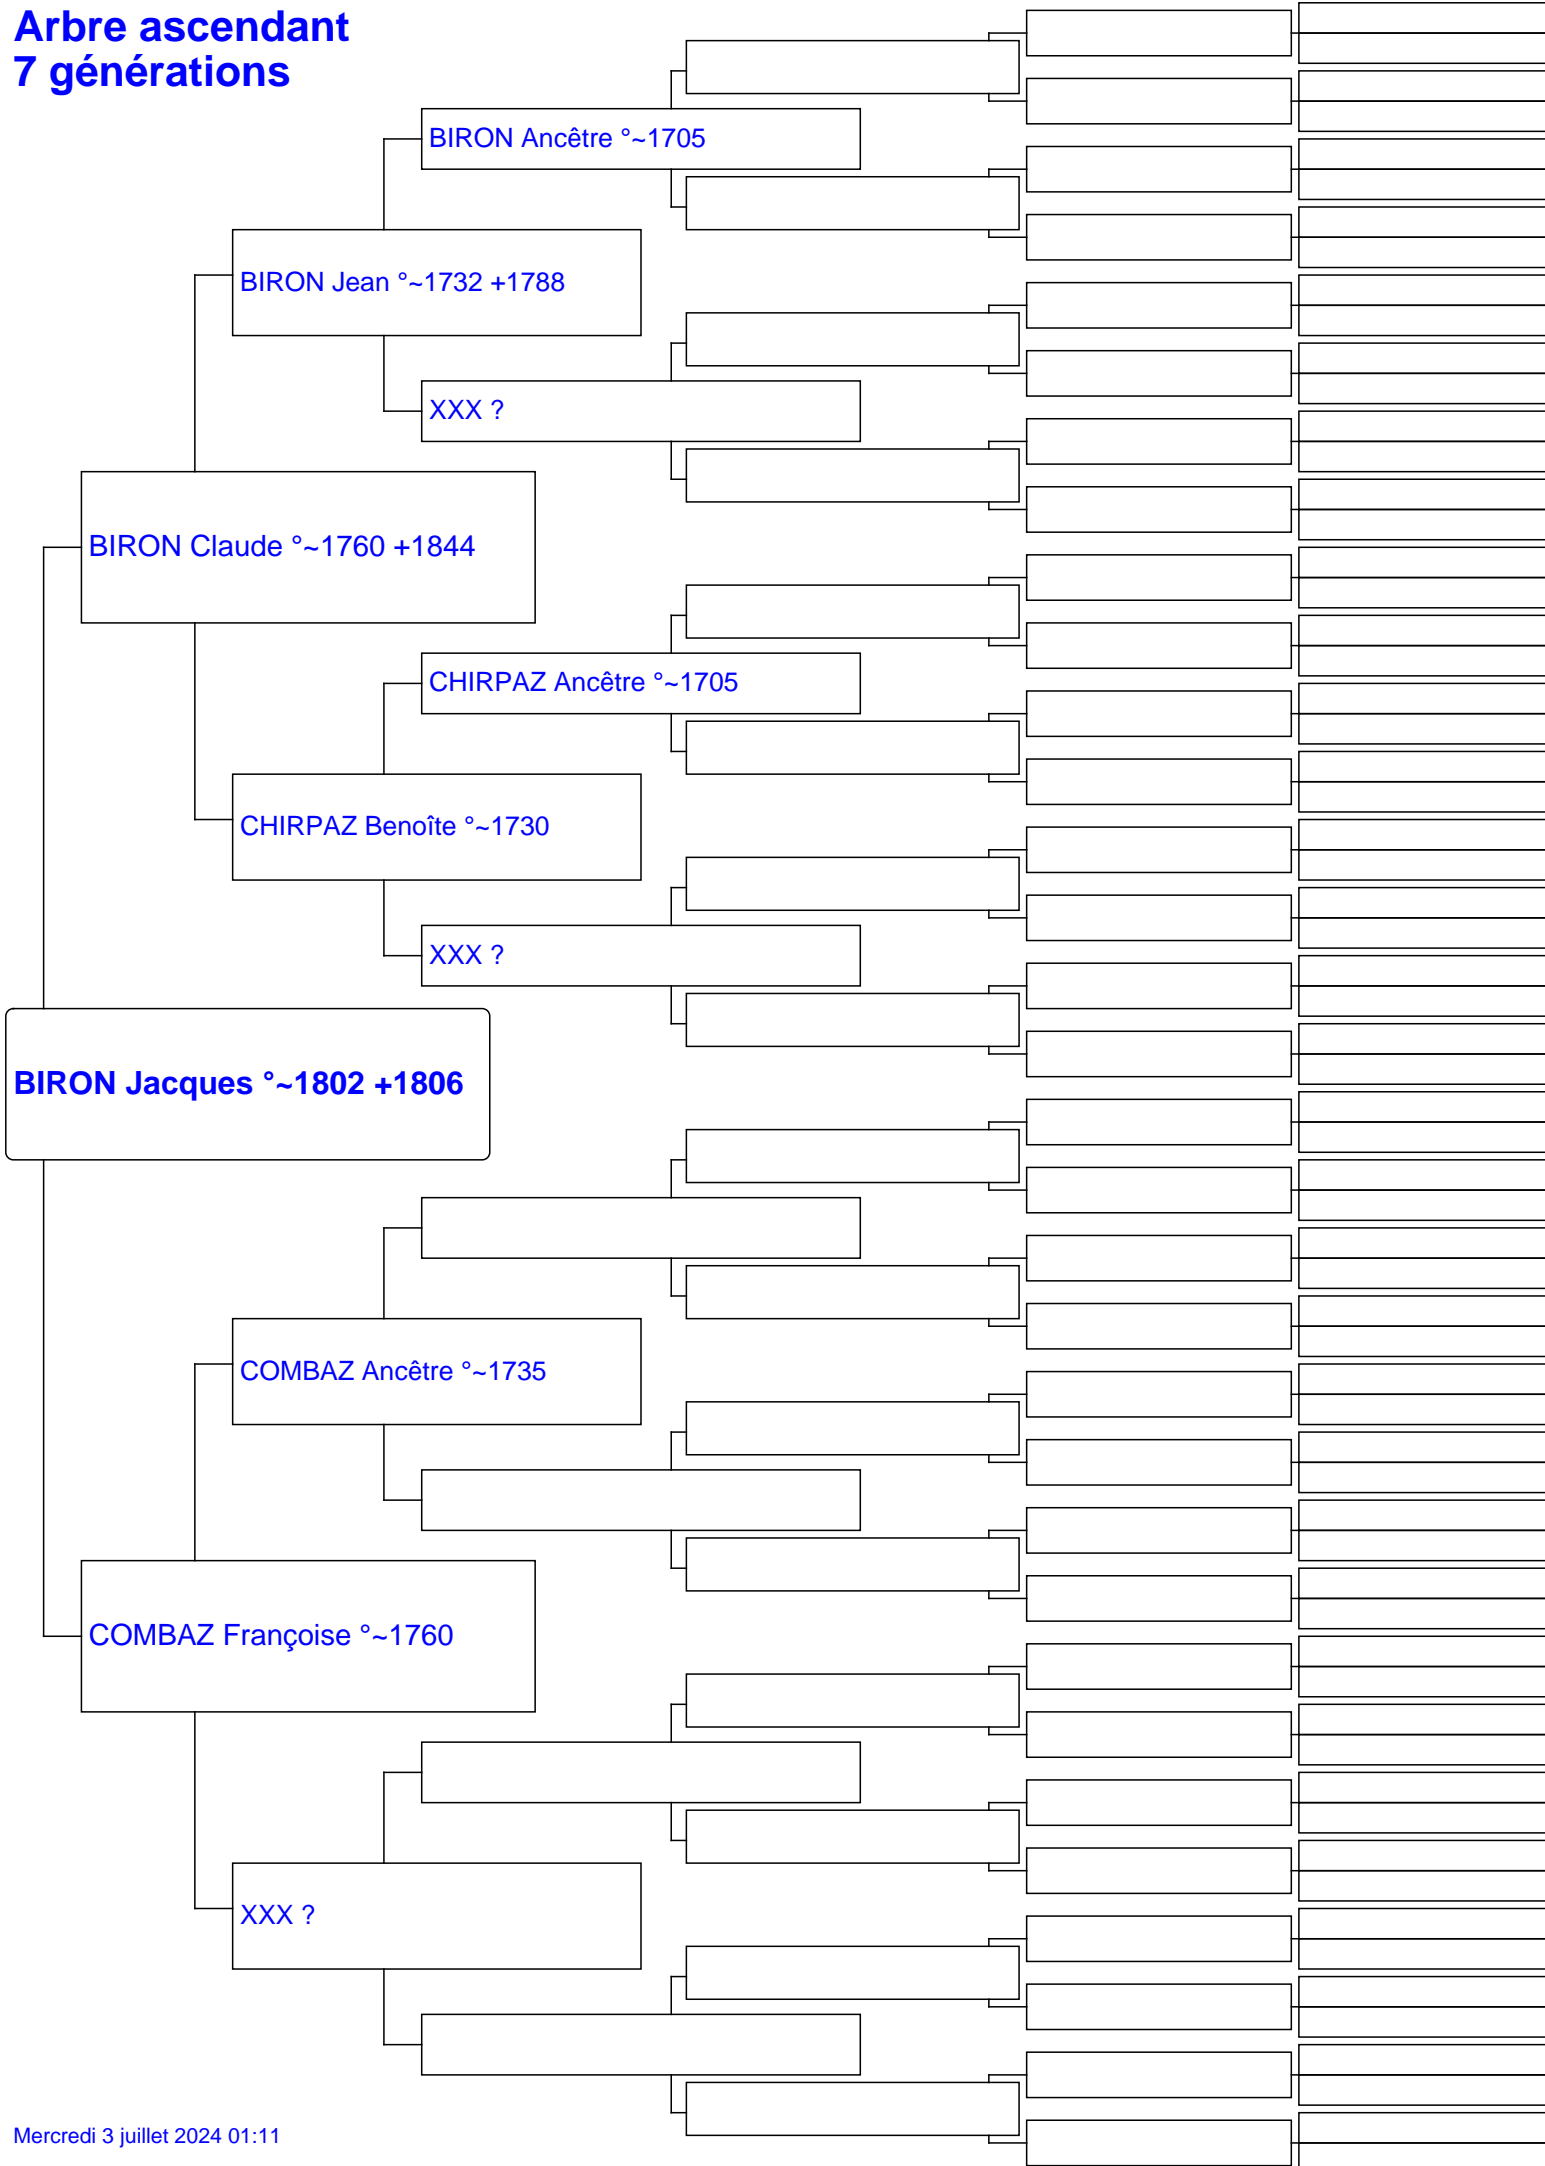 Arbre ascendant
7 générations
BIRON Ancêtre °~1705
BIRON Jean °~1732 +1788
XXX ?
BIRON Claude °~1760 +1844
CHIRPAZ Ancêtre °~1705
CHIRPAZ Benoîte °~1730
XXX ?
BIRON Jacques °~1802 +1806
COMBAZ Ancêtre °~1735
COMBAZ Françoise °~1760
XXX ?
Mercredi 3 juillet 2024 01:11